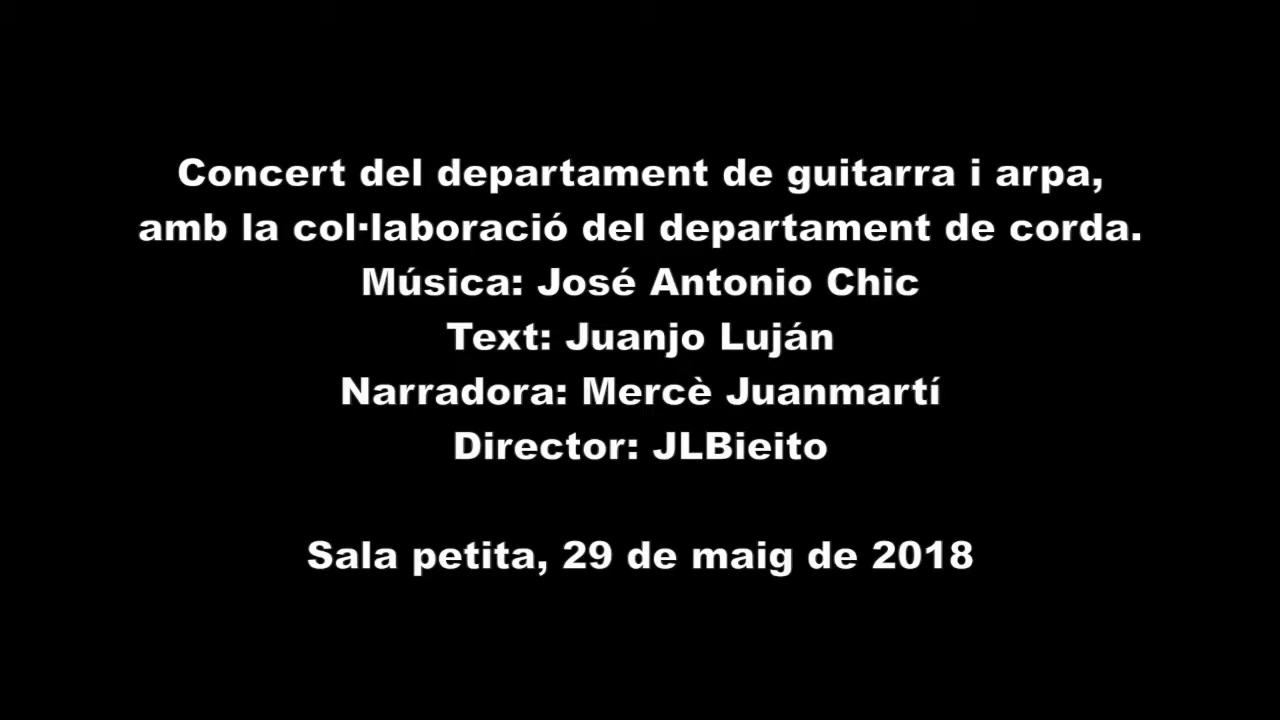 Concert del departament de guitarra i arpa,
amb la col·laboració del departament de corda.
Música: José Antonio Chic
Text: Juanjo Luján
Narradora: Mercè Juanmartí
Director: JLBieito
Sala petita, 29 de maig de 2018